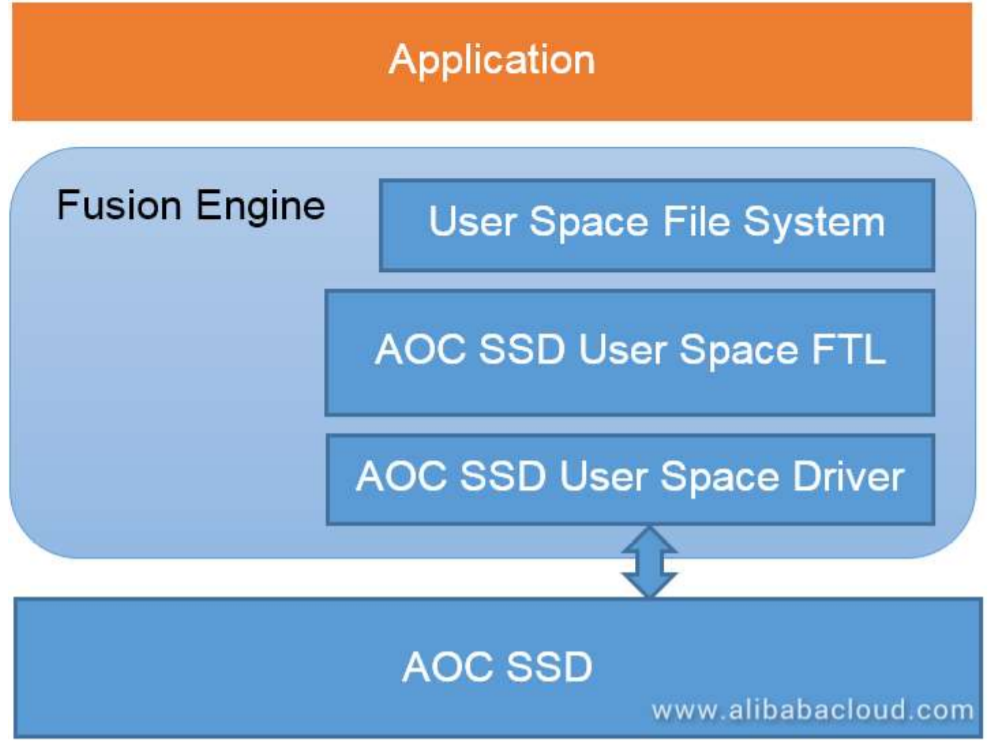 Application
Fusion Engine
User Space File System
AOC SSD User Space FTL
AOC SSD User Space Driver
AOC SSD
www.alibabacloud.com